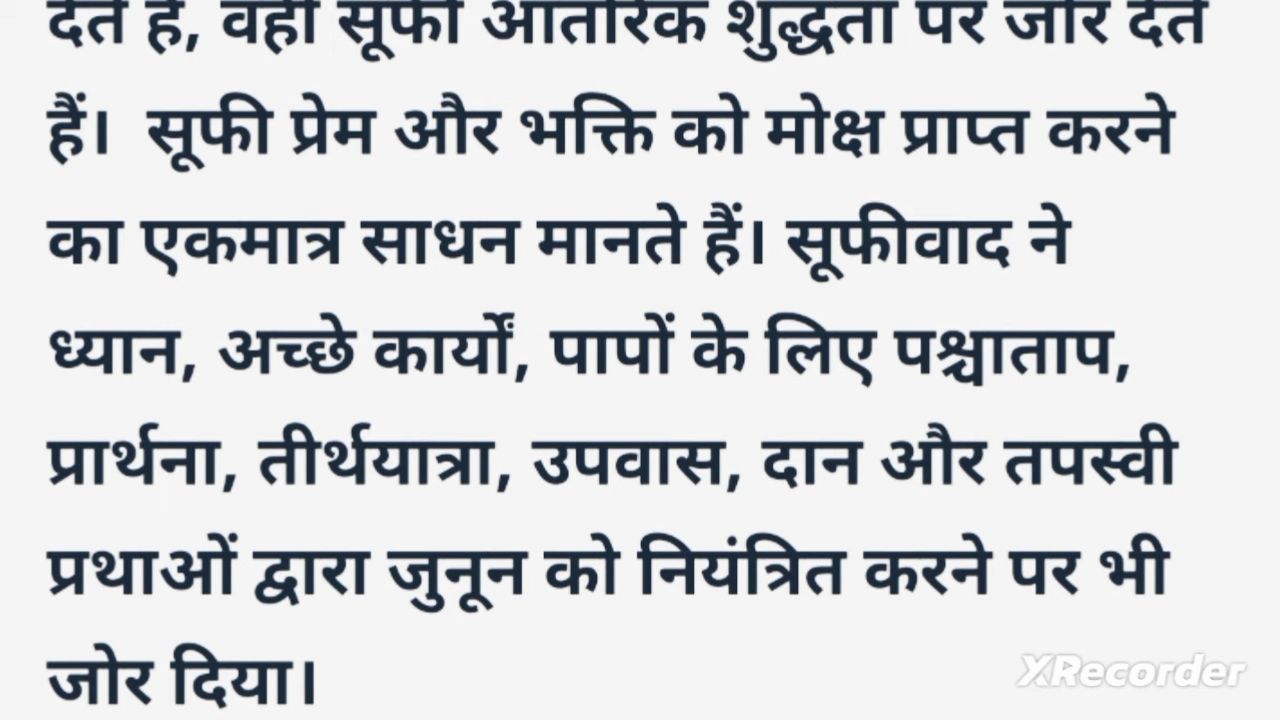 देते हैं, वहीं सूफी आंतरिक शुद्धता पर जोर देते
हैं।  सूफी प्रेम और भक्ति को मोक्ष प्राप्त करने
का एकमात्र साधन मानते हैं। सूफीवाद ने
ध्यान, अच्छे कार्यों, पापों के लिए पश्चाताप,
प्रार्थना, तीर्थयात्रा, उपवास, दान और तपस्वी
प्रथाओं द्वारा जुनून को नियंत्रित करने पर भी
जोर दिया।
XRecorder